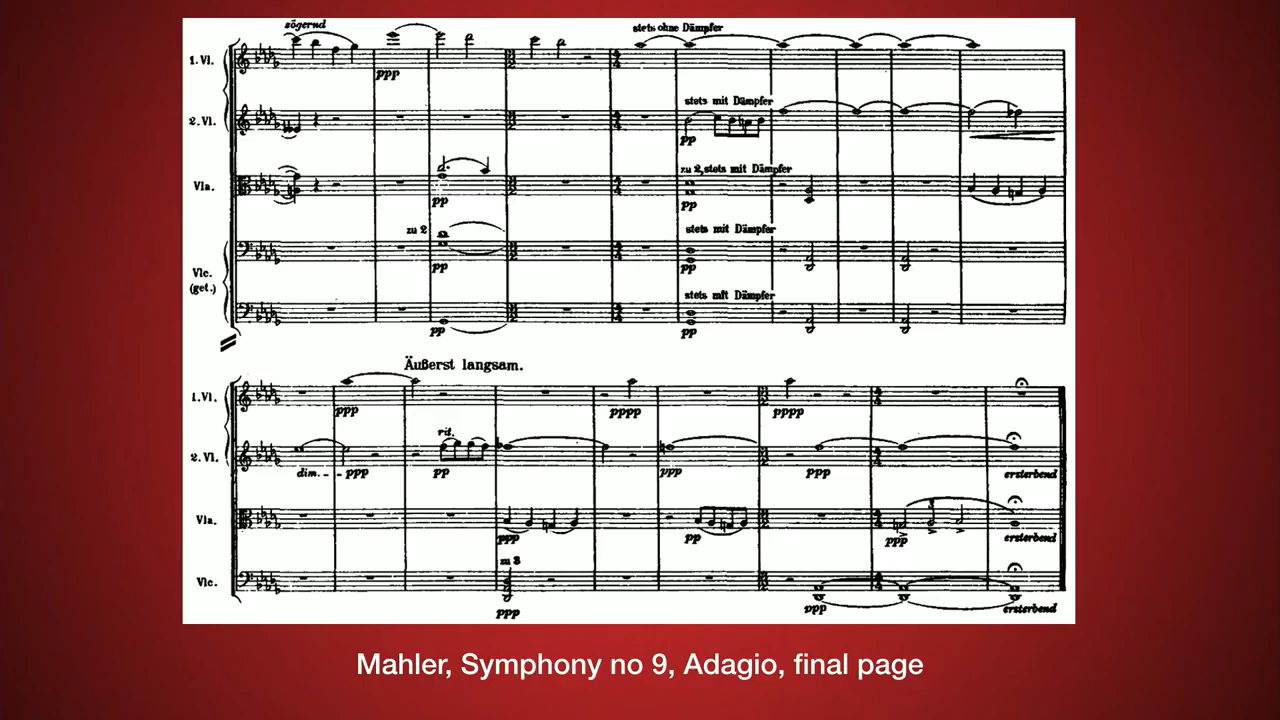 zögernd
stets ohne Dämpfer
1. Vl.
ppp
stets mit Dämpfer
2. Vl.
pp
zu 2, stets mit Dämpfer
Vla.
pp pp
zu 2 stets mit Dämpfer
pp pp
Vlc.
(get.)
stets mit Dämpfer
pp pp
Äußerst langsam.
1. Vl.
ppp pppp pppp
rit.
2. Vl.
dim. - - ppp pp ppp ppp ersterbend
Vla.
ppp pp ppp ersterbend
zu 3
Vlc.
ppp ppp ersterbend
Mahler, Symphony no 9, Adagio, final page